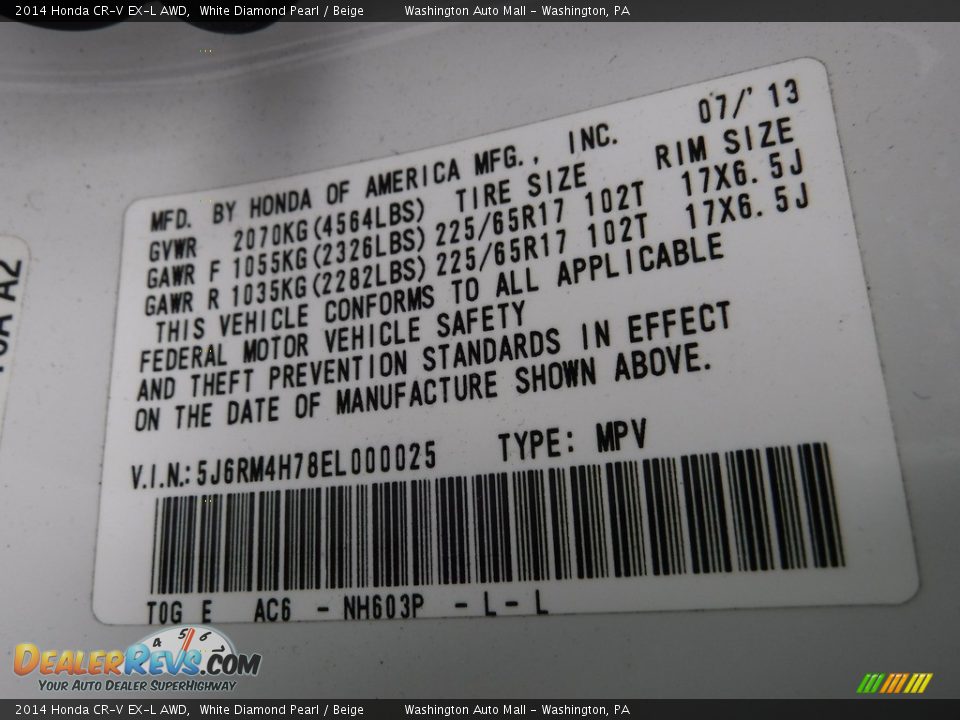 2014 Honda CR-V EX-L AWD, White Diamond Pearl / Beige Washington Auto Mall - Washington, PA
07/'13
MFD. BY HONDA OF AMERICA MFG., INC.
GVWR 2070KG(4564LBS) TIRE SIZE RIM SIZE
GAWR F 1055KG(2326LBS) 225/65R17 102T 17X6.5J
GAWR R 1035KG(2282LBS) 225/65R17 102T 17X6.5J
THIS VEHICLE CONFORMS TO ALL APPLICABLE
FEDERAL MOTOR VEHICLE SAFETY
AND THEFT PREVENTION STANDARDS IN EFFECT
ON THE DATE OF MANUFACTURE SHOWN ABOVE.
V.I.N.: 5J6RM4H78EL000025 TYPE: MPV
T0G E AC6 - NH603P - L - L
A2
4 5 6
DEALERREVS.COM
YOUR AUTO DEALER SUPERHIGHWAY
2014 Honda CR-V EX-L AWD, White Diamond Pearl / Beige Washington Auto Mall - Washington, PA